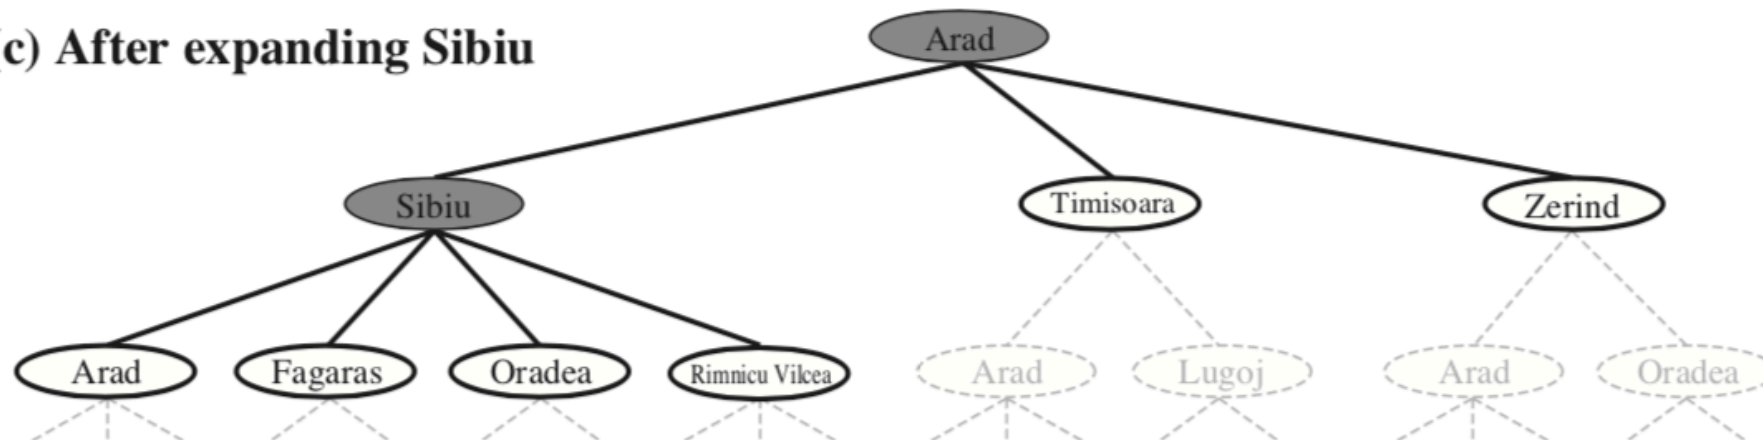 c) After expanding Sibiu
Arad
Sibiu
Timisoara
Zerind
Arad
Fagaras
Oradea
Rimnicu Vilcea
Arad
Lugoj
Arad
Oradea